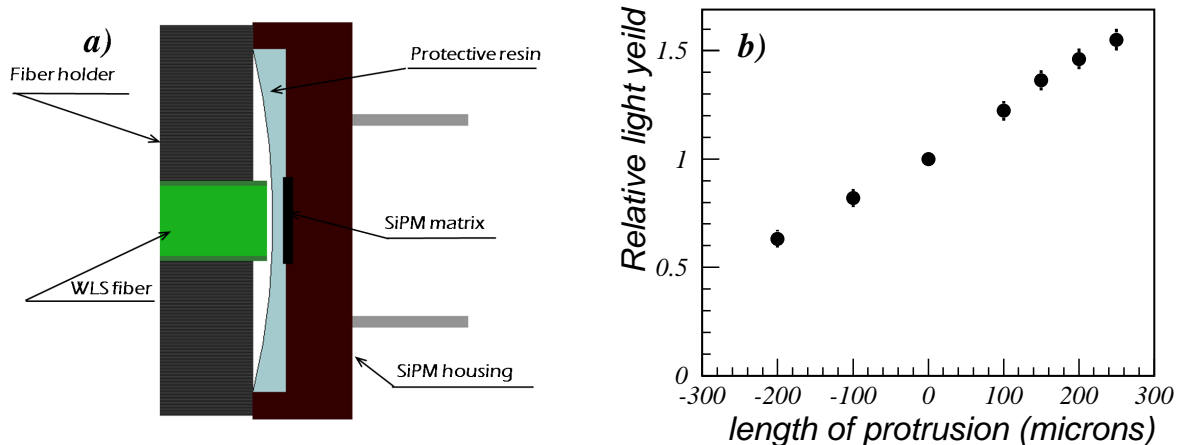 a)
Fiber holder
Protective resin
SiPM matrix
WLS fiber
SiPM housing
b)
Relative light yeild
1.5
1
0.5
0
-300 -200 -100 0 100 200 300
length of protrusion (microns)